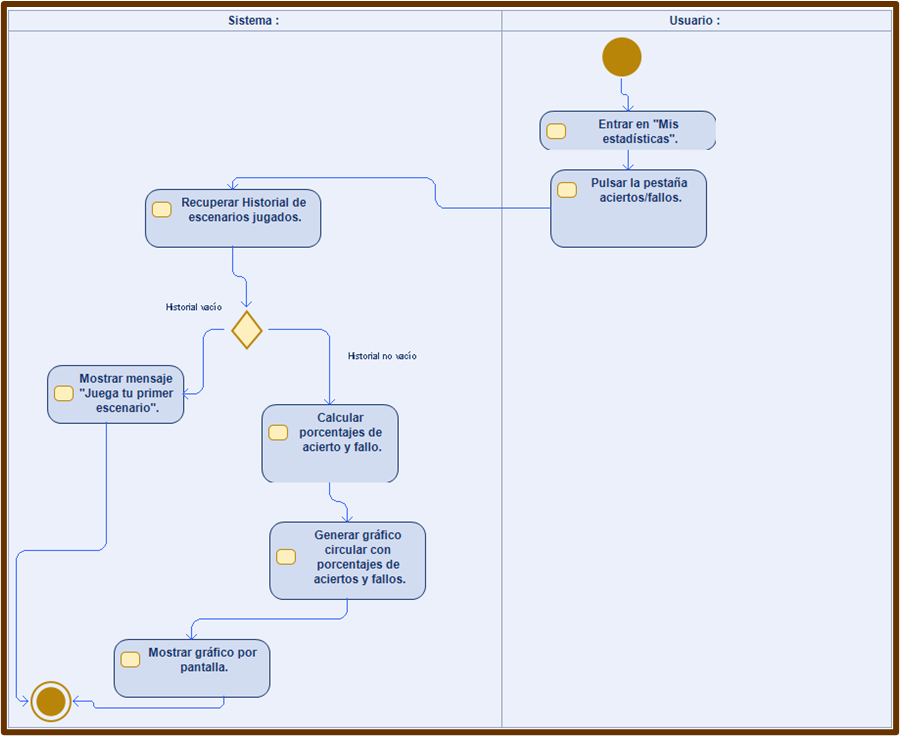 Sistema :
Usuario :
Entrar en "Mis
estadísticas".
Pulsar la pestaña
aciertos/fallos.
Recuperar Historial de
escenarios jugados.
Historial vacío
Historial no vacío
Mostrar mensaje
"Juega tu primer
escenario".
Calcular
porcentajes de
acierto y fallo.
Generar gráfico
circular con
porcentajes de
aciertos y fallos.
Mostrar gráfico por
pantalla.